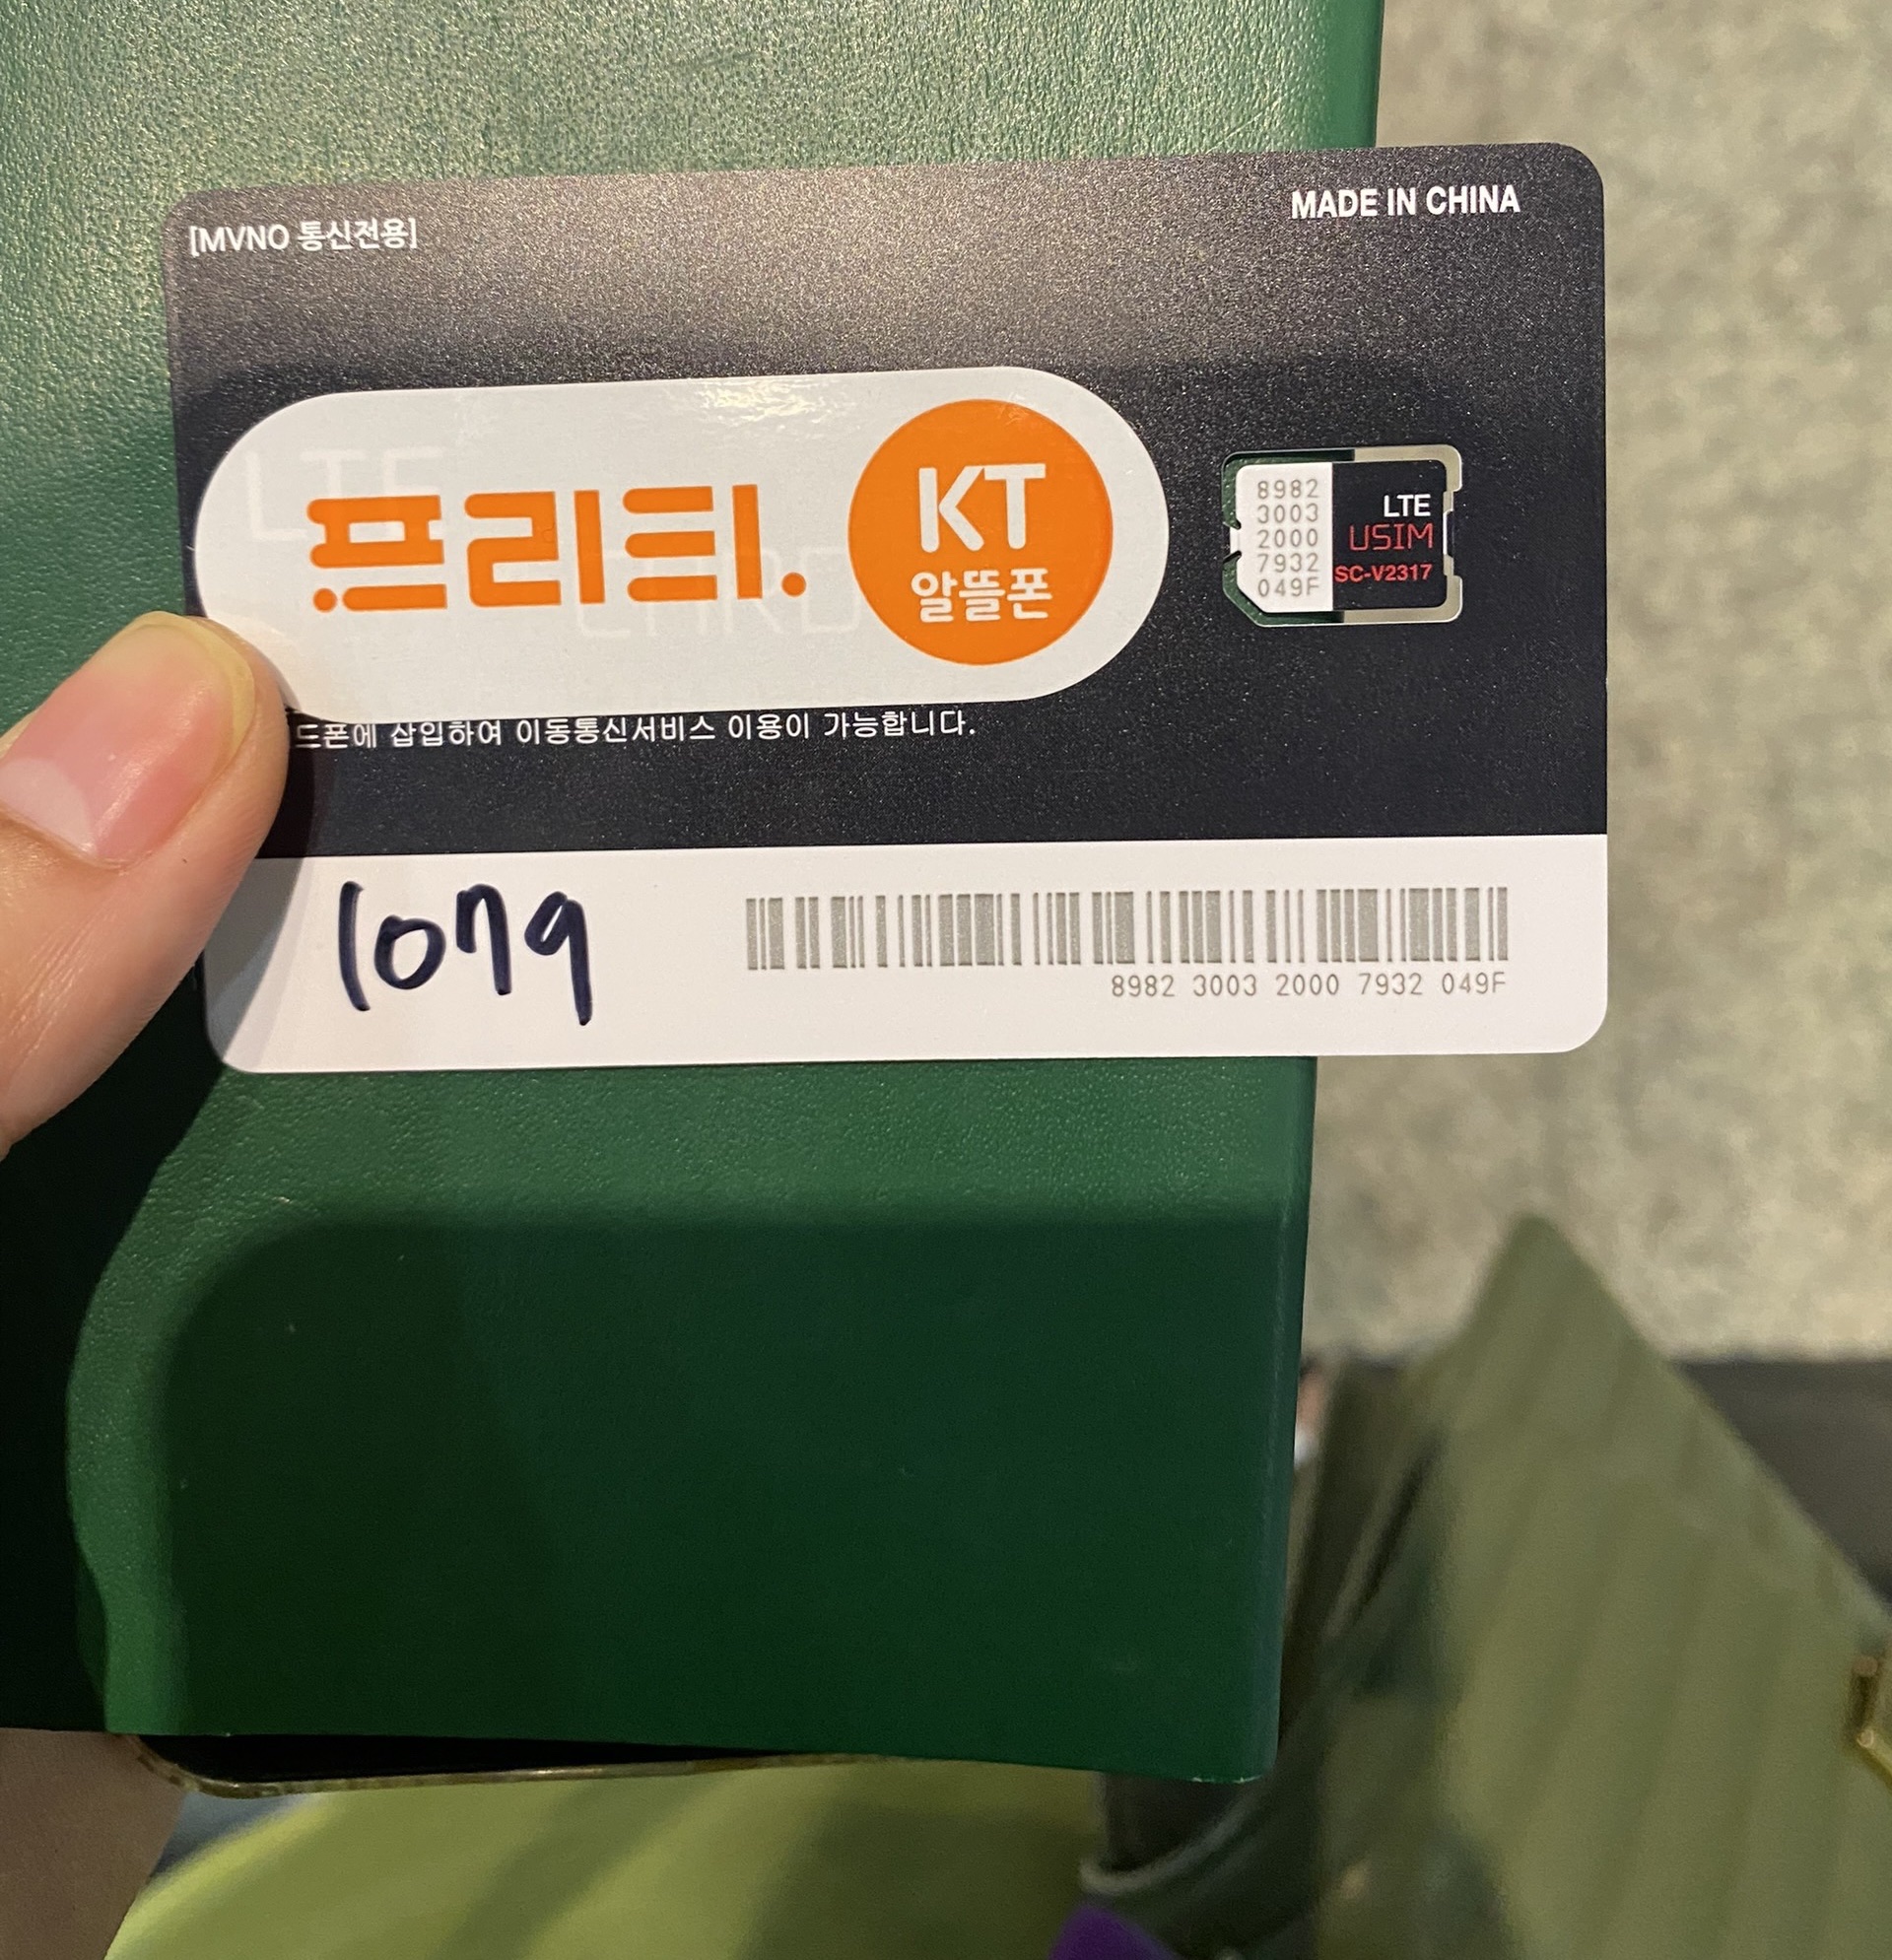 [MVNO 통신전용]
MADE IN CHINA
LTE
CARD
프리티.
KT
알뜰폰
8982
3003
2000
7932
049F
LTE
USIM
SC-V2317
드폰에 삽입하여 이동통신서비스 이용이 가능합니다.
1079
8982 3003 2000 7932 049F